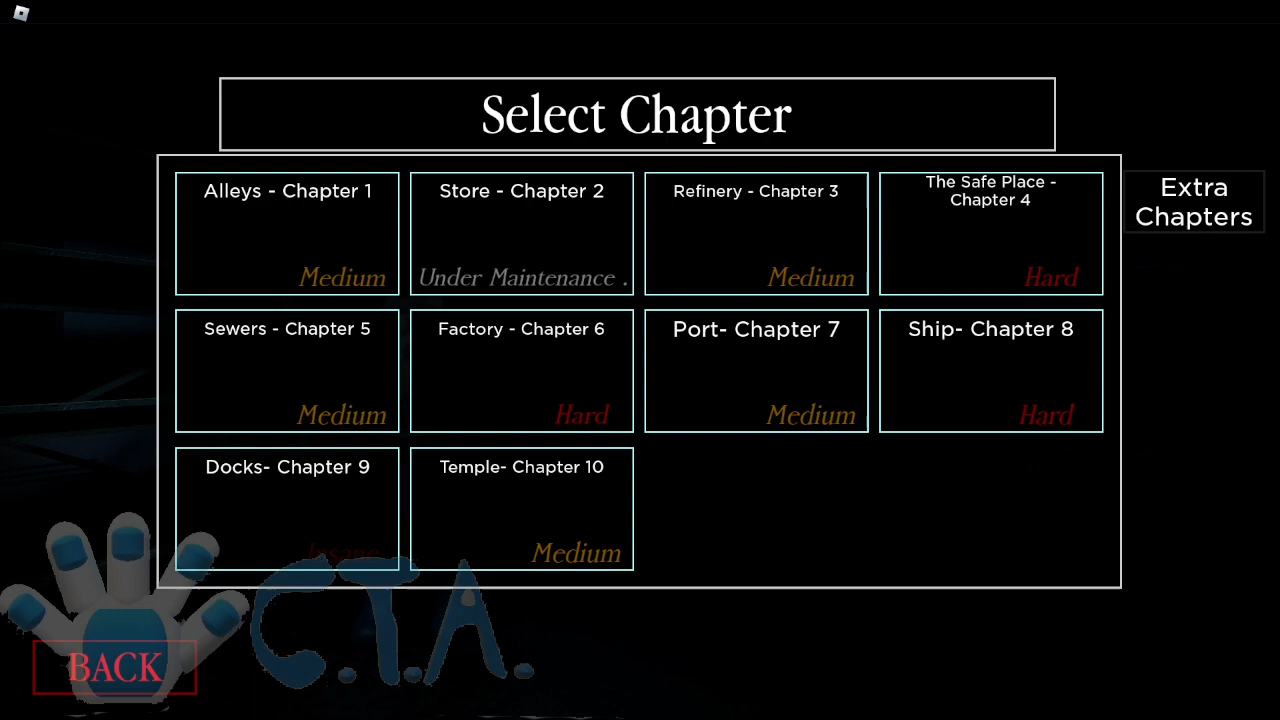 Select Chapter
Alleys - Chapter 1
Medium
Store - Chapter 2
Under Maintenance .
Refinery - Chapter 3
Medium
The Safe Place -
Chapter 4
Hard
Extra
Chapters
Sewers - Chapter 5
Medium
Factory - Chapter 6
Hard
Port- Chapter 7
Medium
Ship- Chapter 8
Hard
Docks- Chapter 9
Insane
Temple- Chapter 10
Medium
C.T.A.
BACK